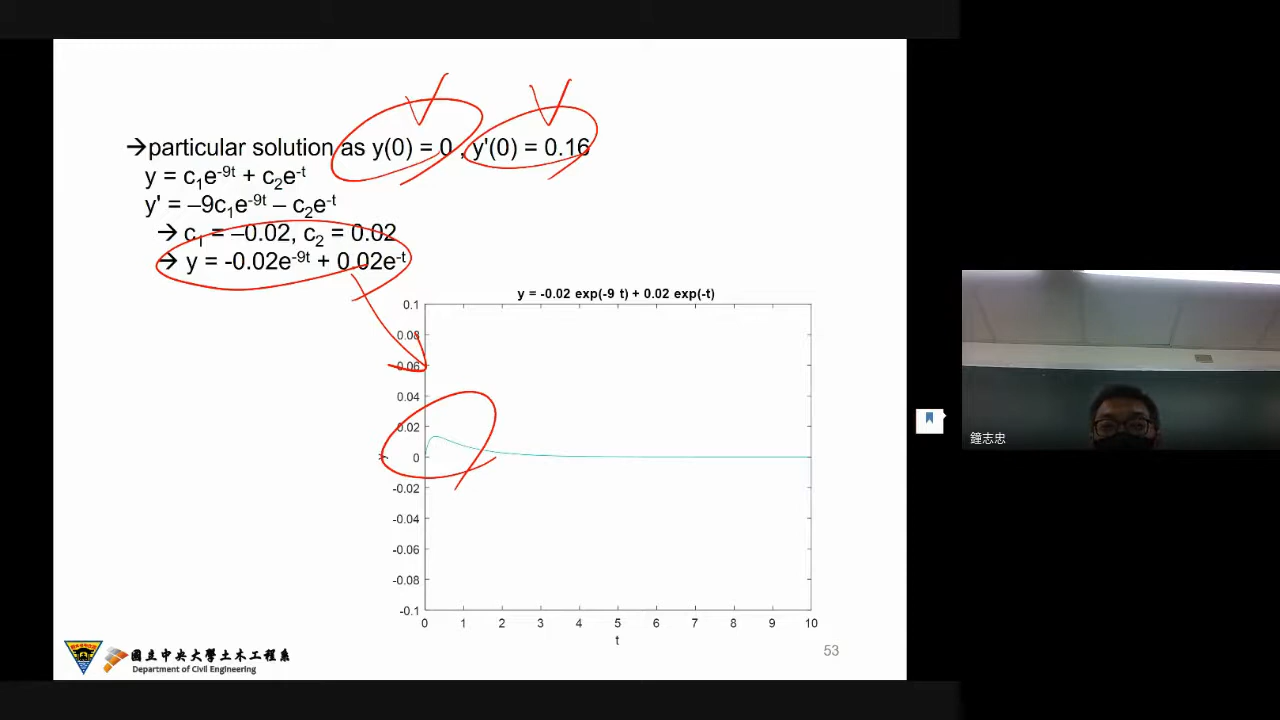 →particular solution as y(0) = 0 , y'(0) = 0.16
y = c₁e⁻⁹ᵗ + c₂e⁻ᵗ
y' = –9c₁e⁻⁹ᵗ – c₂e⁻ᵗ
→ c₁ = –0.02, c₂ = 0.02
→ y = -0.02e⁻⁹ᵗ + 0.02e⁻ᵗ
y = -0.02 exp(-9 t) + 0.02 exp(-t)
0.1
0.08
0.06
0.04
0.02
0
-0.02
-0.04
-0.06
-0.08
-0.1
y
0 1 2 3 4 5 6 7 8 9 10
t
國立中央大學土木工程系
Department of Civil Engineering
53
鐘志忠